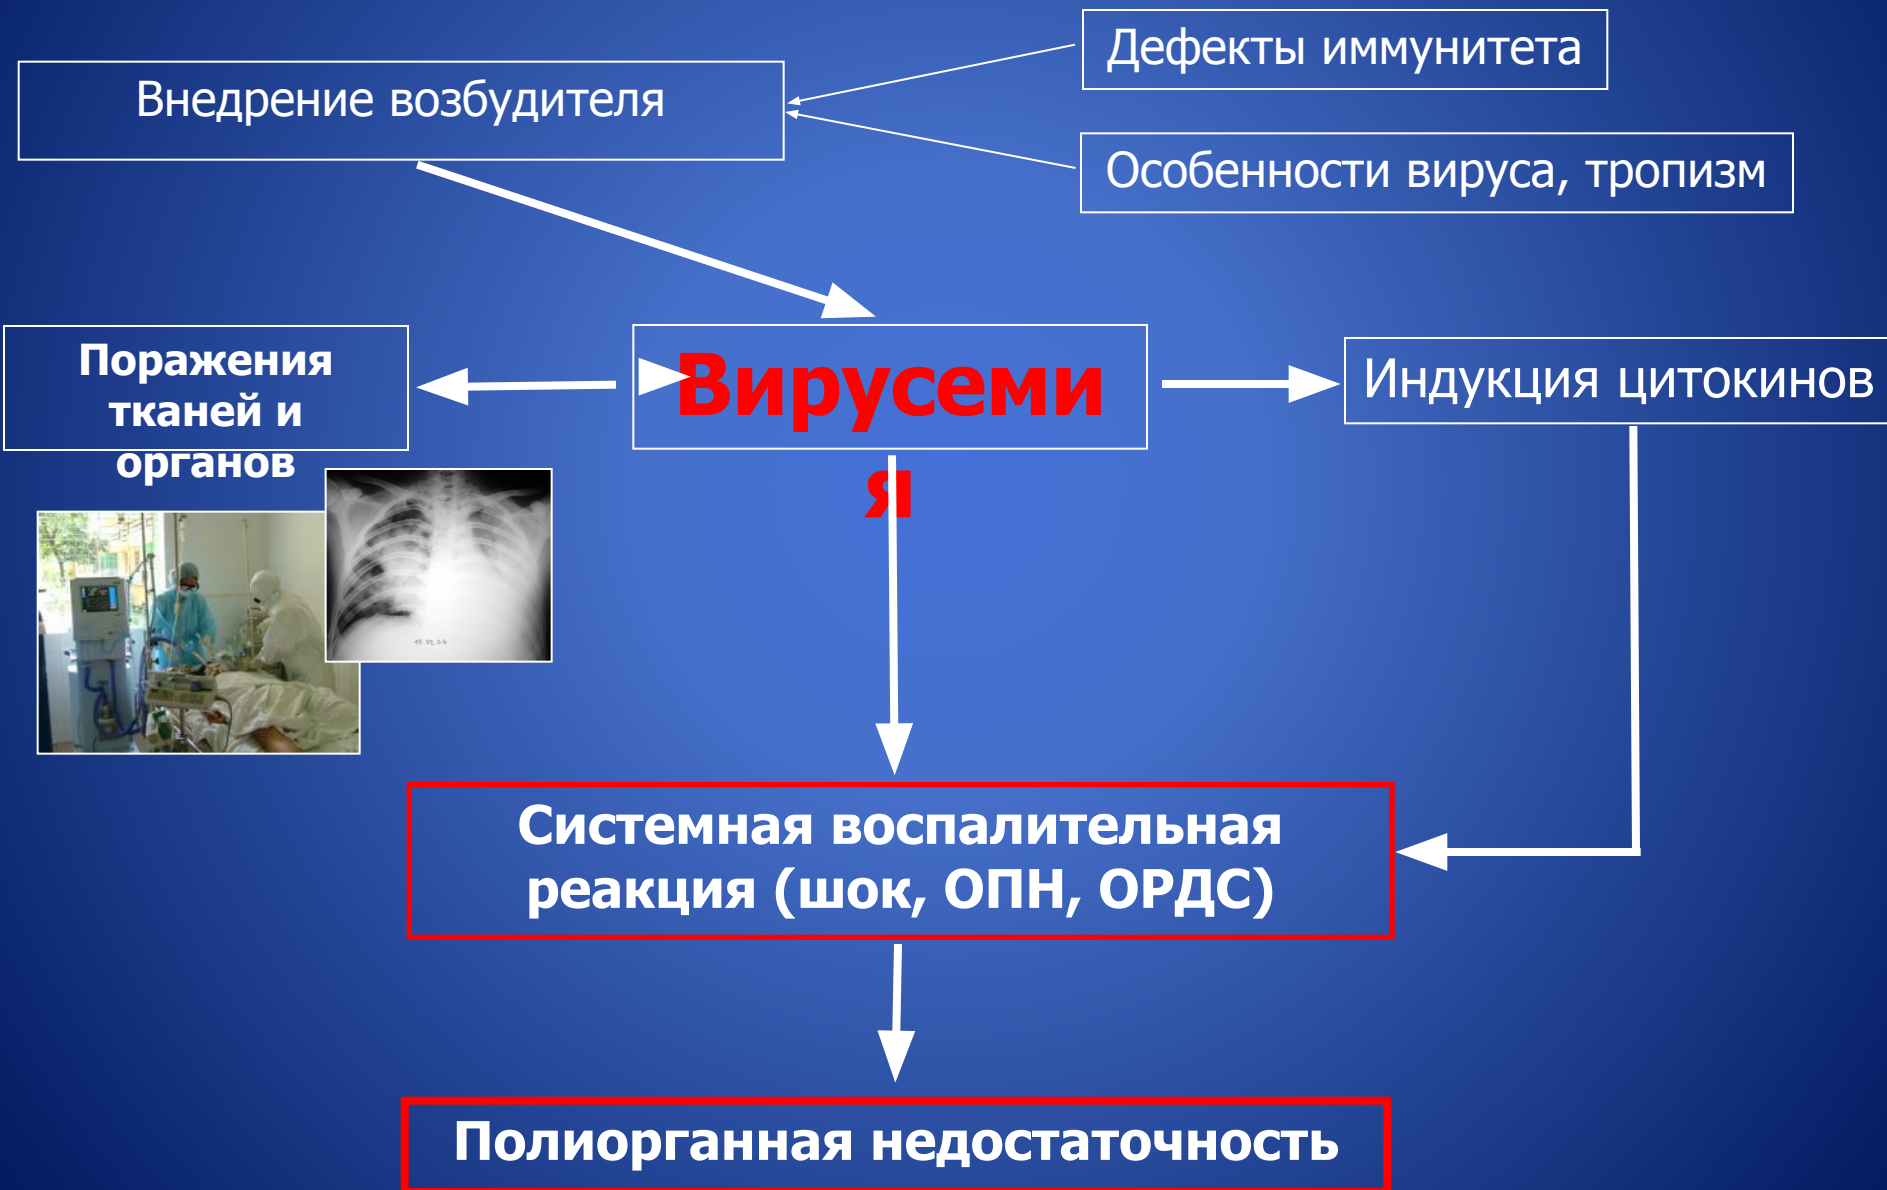 Дефекты иммунитета
Внедрение возбудителя
Особенности вируса, тропизм
Поражения
тканей и
органов
Вирусеми
я
Индукция цитокинов
Системная воспалительная
реакция (шок, ОПН, ОРДС)
Полиорганная недостаточность